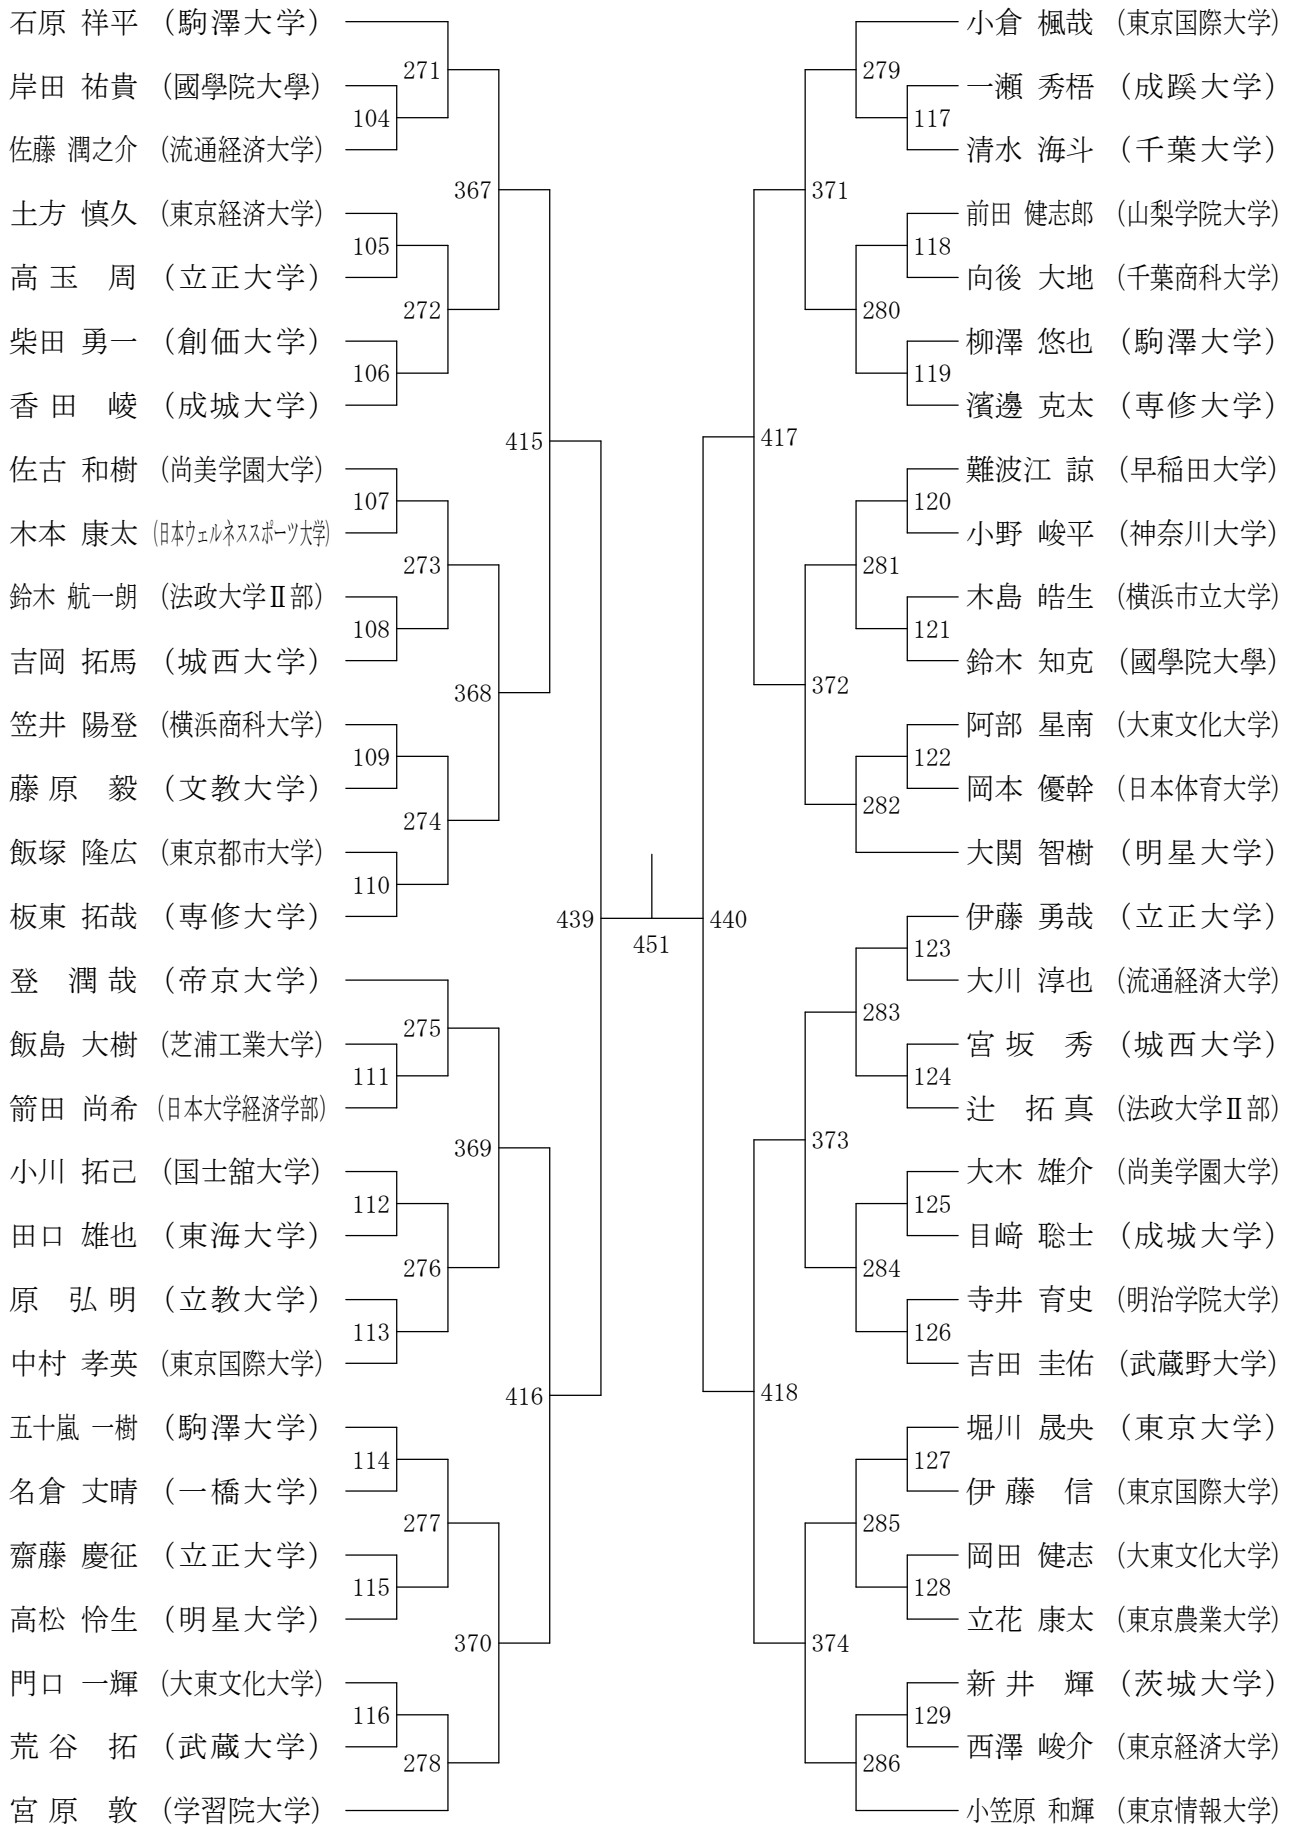 石原 祥平 (駒澤大学)
271
岸田 祐貴 (國學院大學)
104
佐藤 潤之介 (流通経済大学)
367
土方 慎久 (東京経済大学)
105
高玉 周 (立正大学)
272
柴田 勇一 (創価大学)
106
香田 崚 (成城大学)
415
佐古 和樹 (尚美学園大学)
107
木本 康太 (日本ウェルネススポーツ大学)
273
鈴木 航一朗 (法政大学Ⅱ部)
108
吉岡 拓馬 (城西大学)
368
笠井 陽登 (横浜商科大学)
109
藤原 毅 (文教大学)
274
飯塚 隆広 (東京都市大学)
110
板東 拓哉 (専修大学)
439
451
登 潤哉 (帝京大学)
275
飯島 大樹 (芝浦工業大学)
111
箭田 尚希 (日本大学経済学部)
369
小川 拓己 (国士舘大学)
112
田口 雄也 (東海大学)
276
原 弘明 (立教大学)
113
中村 孝英 (東京国際大学)
416
五十嵐 一樹 (駒澤大学)
114
名倉 丈晴 (一橋大学)
277
齋藤 慶征 (立正大学)
115
高松 怜生 (明星大学)
370
門口 一輝 (大東文化大学)
116
荒谷 拓 (武蔵大学)
278
宮原 敦 (学習院大学)
小倉 楓哉 (東京国際大学)
279
一瀬 秀梧 (成蹊大学)
117
清水 海斗 (千葉大学)
371
前田 健志郎 (山梨学院大学)
118
向後 大地 (千葉商科大学)
280
柳澤 悠也 (駒澤大学)
119
濱邊 克太 (専修大学)
417
難波江 諒 (早稲田大学)
120
小野 峻平 (神奈川大学)
281
木島 皓生 (横浜市立大学)
121
鈴木 知克 (國學院大學)
372
阿部 星南 (大東文化大学)
122
岡本 優幹 (日本体育大学)
282
大関 智樹 (明星大学)
440
伊藤 勇哉 (立正大学)
123
大川 淳也 (流通経済大学)
283
宮坂 秀 (城西大学)
124
辻 拓真 (法政大学Ⅱ部)
373
大木 雄介 (尚美学園大学)
125
目﨑 聡士 (成城大学)
284
寺井 育史 (明治学院大学)
126
吉田 圭佑 (武蔵野大学)
418
堀川 晟央 (東京大学)
127
伊藤 信 (東京国際大学)
285
岡田 健志 (大東文化大学)
128
立花 康太 (東京農業大学)
374
新井 輝 (茨城大学)
129
西澤 峻介 (東京経済大学)
286
小笠原 和輝 (東京情報大学)